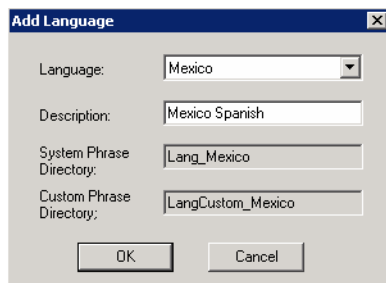 Add Language
Language: Mexico
Description: Mexico Spanish
System Phrase
Directory: Lang_Mexico
Custom Phrase
Directory; LangCustom_Mexico
OK Cancel